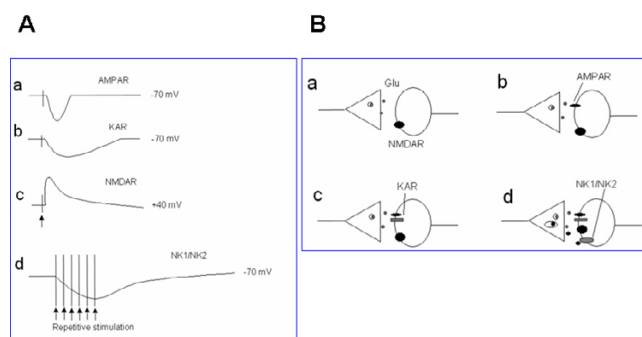 A
a
AMPAR
-70 mV
b
KAR
-70 mV
c
NMDAR
+40 mV
d
NK1/NK2
-70 mV
Repetitive stimulation
B
a
Glu
NMDAR
b
AMPAR
c
KAR
d
NK1/NK2